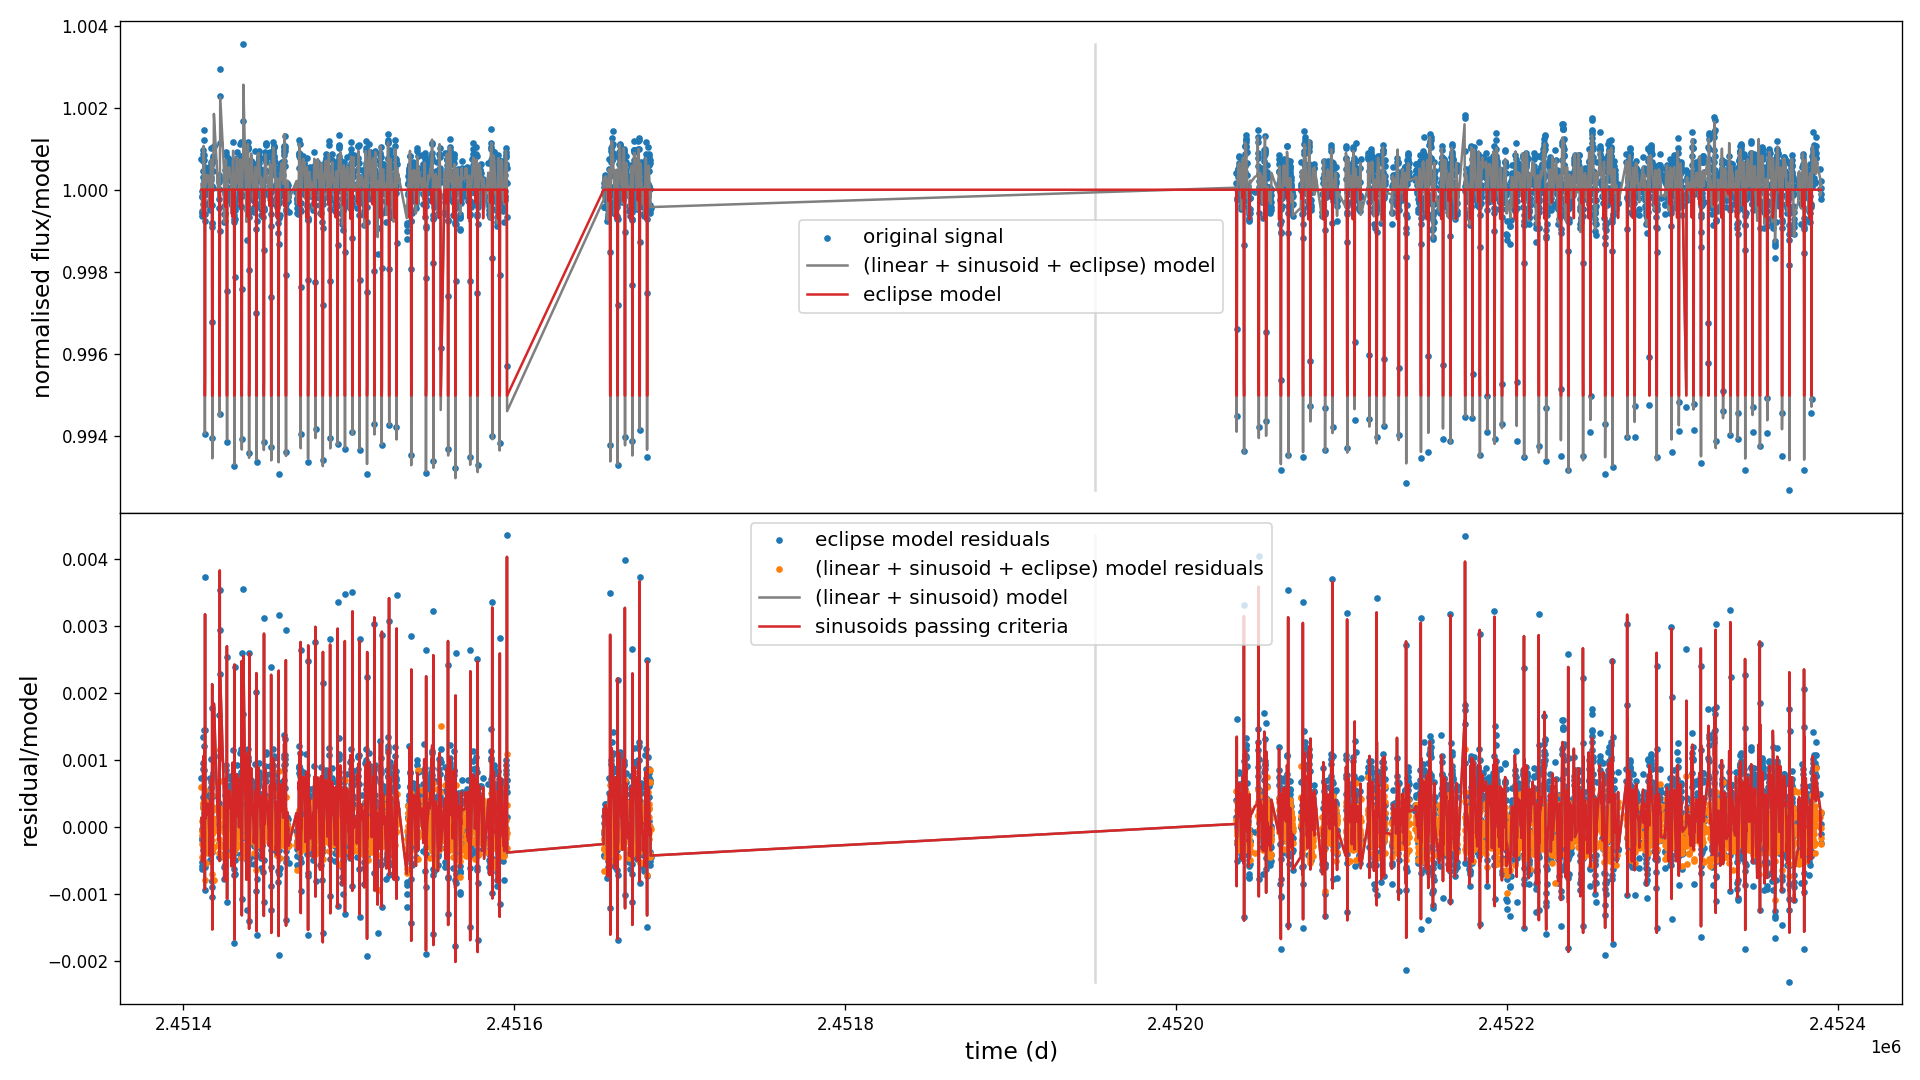 1.004
1.002
1.000
0.998
0.996
0.994
normalised flux/model
original signal
(linear + sinusoid + eclipse) model
eclipse model
0.004
0.003
0.002
0.001
0.000
−0.001
−0.002
residual/model
eclipse model residuals
(linear + sinusoid + eclipse) model residuals
(linear + sinusoid) model
sinusoids passing criteria
2.4514 2.4516 2.4518 2.4520 2.4522 2.4524
1e6
time (d)